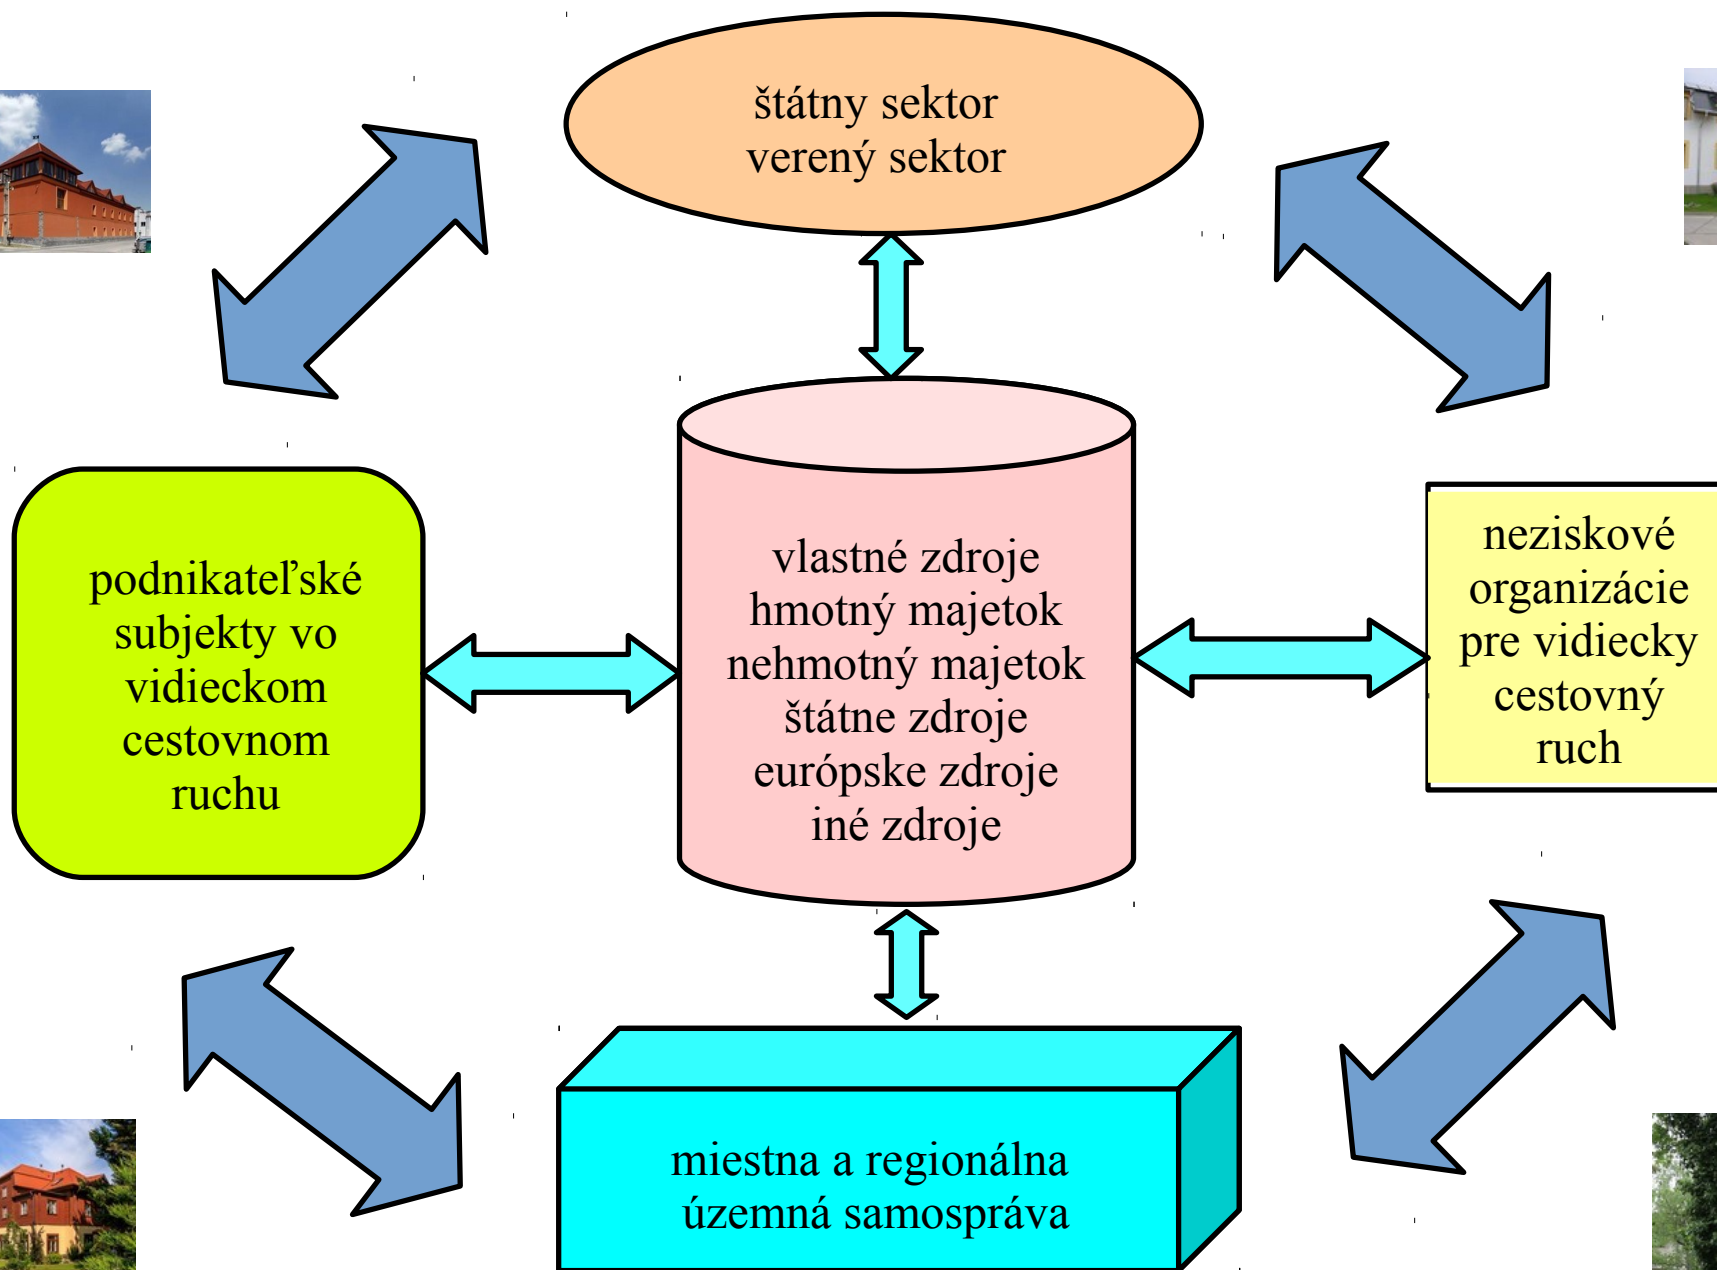 štátny sektor
verený sektor
podnikateľské
subjekty vo
vidieckom
cestovnom
ruchu
vlastné zdroje
hmotný majetok
nehmotný majetok
štátne zdroje
európske zdroje
iné zdroje
neziskové
organizácie
pre vidiecky
cestovný
ruch
miestna a regionálna
územná samospráva